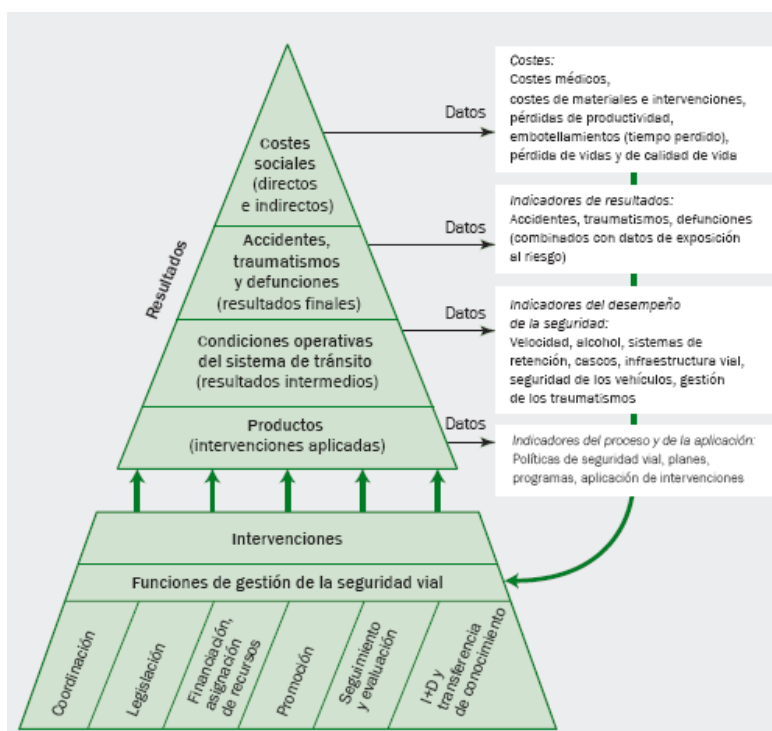 Costes
sociales
(directos
e indirectos)
Accidentes,
traumatismos
y defunciones
(resultados finales)
Condiciones operativas
del sistema de tránsito
(resultados intermedios)
Productos
(intervenciones aplicadas)
Resultados
Datos
Costes:
Costes médicos,
costes de materiales e intervenciones,
pérdidas de productividad,
embotellamientos (tiempo perdido),
pérdida de vidas y de calidad de vida
Datos
Indicadores de resultados:
Accidentes, traumatismos, defunciones
(combinados con datos de exposición
al riesgo)
Datos
Indicadores del desempeño
de la seguridad:
Velocidad, alcohol, sistemas de
retención, cascos, infraestructura vial,
seguridad de los vehículos, gestión
de los traumatismos
Datos
Indicadores del proceso y de la aplicación:
Políticas de seguridad vial, planes,
programas, aplicación de intervenciones
Intervenciones
Funciones de gestión de la seguridad vial
Coordinación
Legislación
Financiación,
asignación
de recursos
Promoción
Seguimiento
y evaluación
I+D y
transferencia
de conocimiento